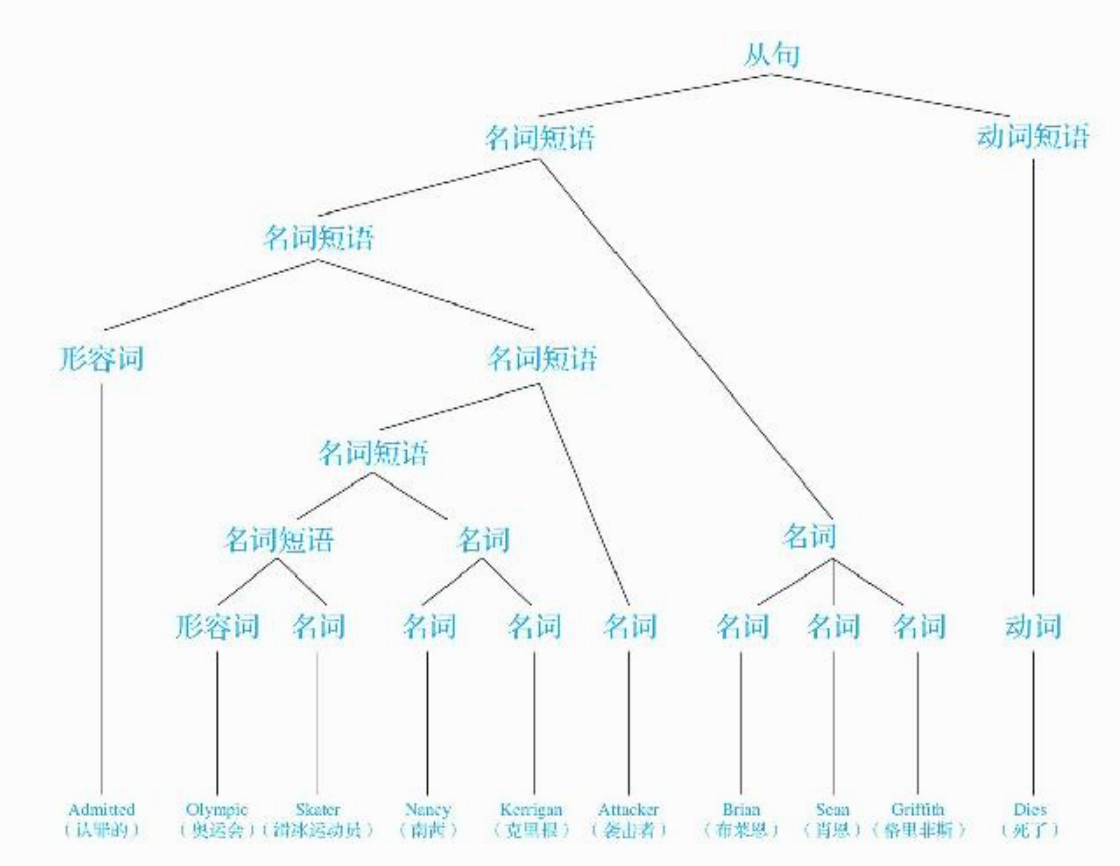 从句
名词短语 动词短语
名词短语
形容词 名词短语
名词短语
名词短语 名词 名词
形容词 名词 名词 名词 名词 名词 名词 名词 动词
Admitted Olympic Skater Nancy Kerrigan Attacker Brian Sean Griffith Dies
（认罪的） （奥运会） （滑冰运动员） （南茜） （克里根） （袭击者） （布莱恩） （肖恩） （格里非斯） （死了）